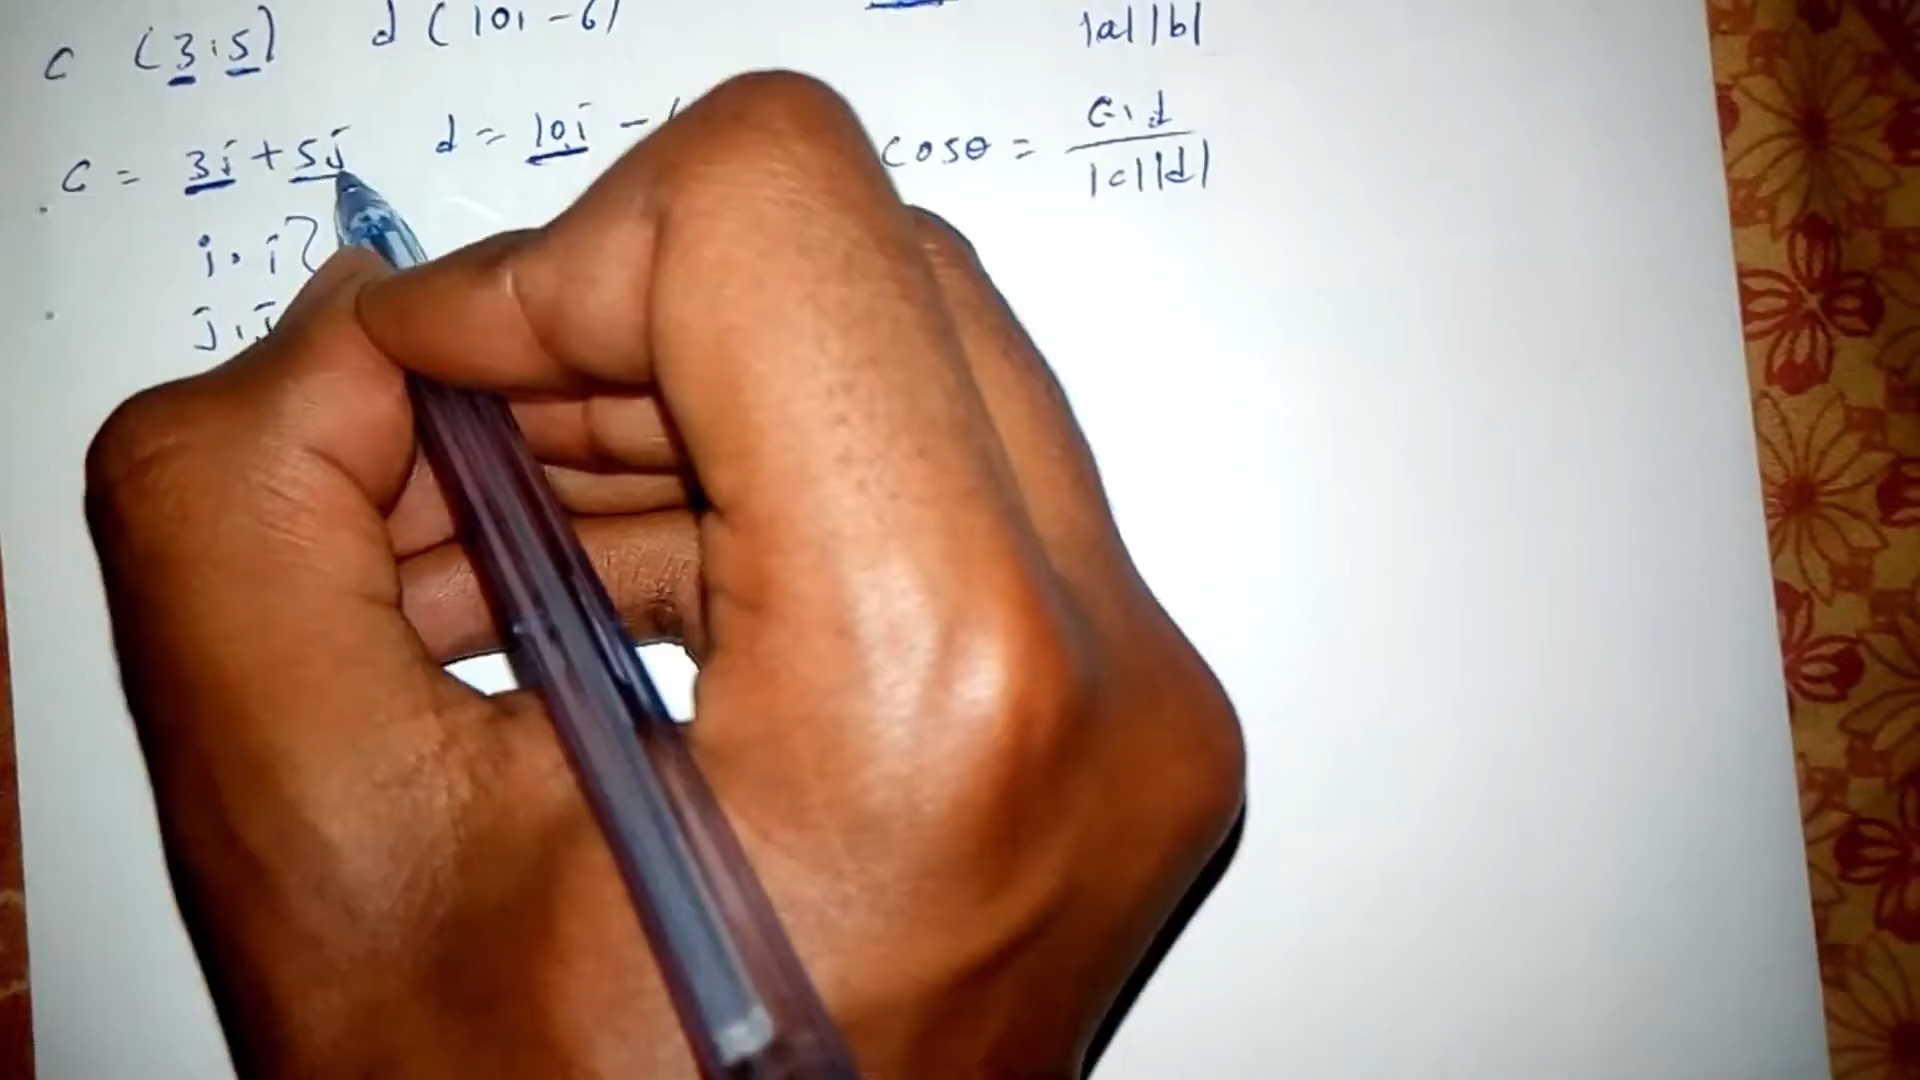 c (3, 5) d (10, -6) |a| |b|
c = 3i + 5j d = 10i - cosθ = c.d
|c| |d|
i . i
j . j